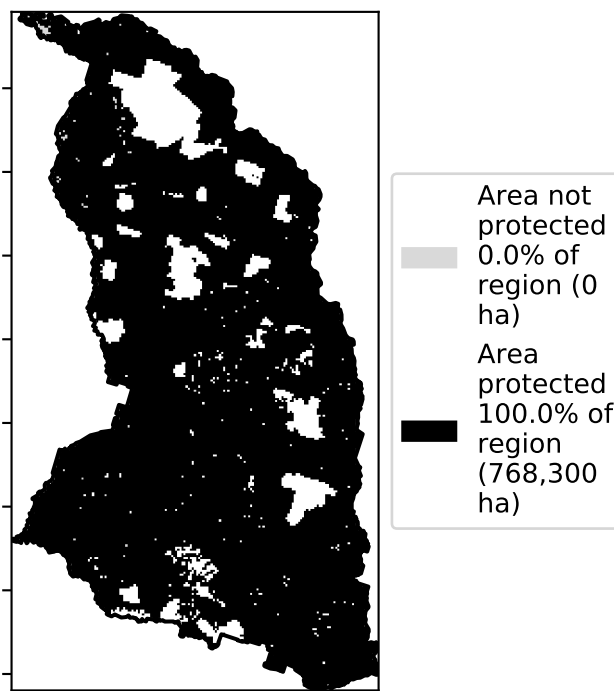 Area not
protected
0.0% of
region (0
ha)
Area
protected
100.0% of
region
(768,300
ha)